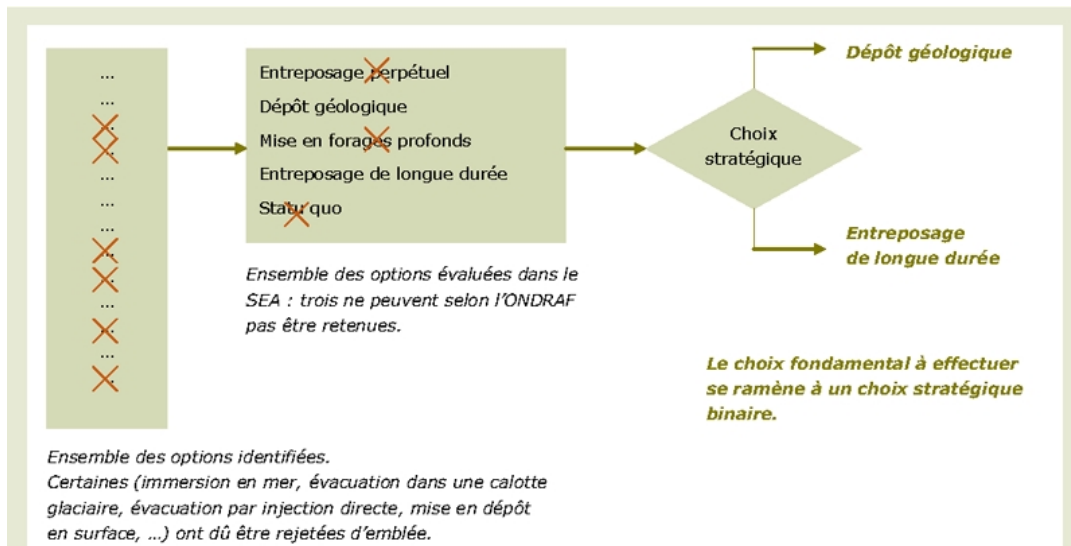 ...
...
...
...
...
...
...
...
...
...
...
...
...
Entreposage perpétuel
Dépôt géologique
Mise en forages profonds
Entreposage de longue durée
Statu quo
Ensemble des options évaluées dans le
SEA : trois ne peuvent selon l’ONDRAF
pas être retenues.
Choix
stratégique
Dépôt géologique
Entreposage
de longue durée
Le choix fondamental à effectuer
se ramène à un choix stratégique
binaire.
Ensemble des options identifiées.
Certaines (immersion en mer, évacuation dans une calotte
glaciaire, évacuation par injection directe, mise en dépôt
en surface, ...) ont dû être rejetées d’emblée.